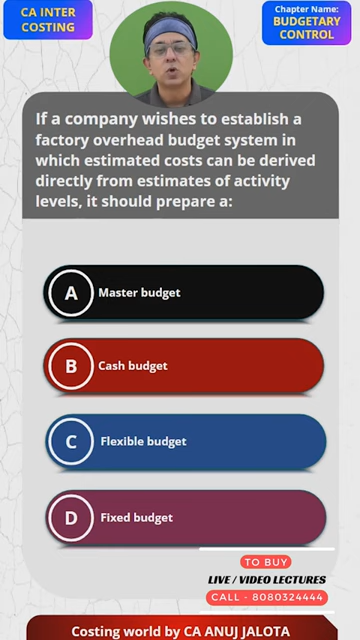 CA INTER
COSTING
Chapter Name:
BUDGETARY
CONTROL
If a company wishes to establish a
factory overhead budget system in
which estimated costs can be derived
directly from estimates of activity
levels, it should prepare a:
A Master budget
B Cash budget
C Flexible budget
D Fixed budget
TO BUY
LIVE / VIDEO LECTURES
CALL - 8080324444
Costing world by CA ANUJ JALOTA